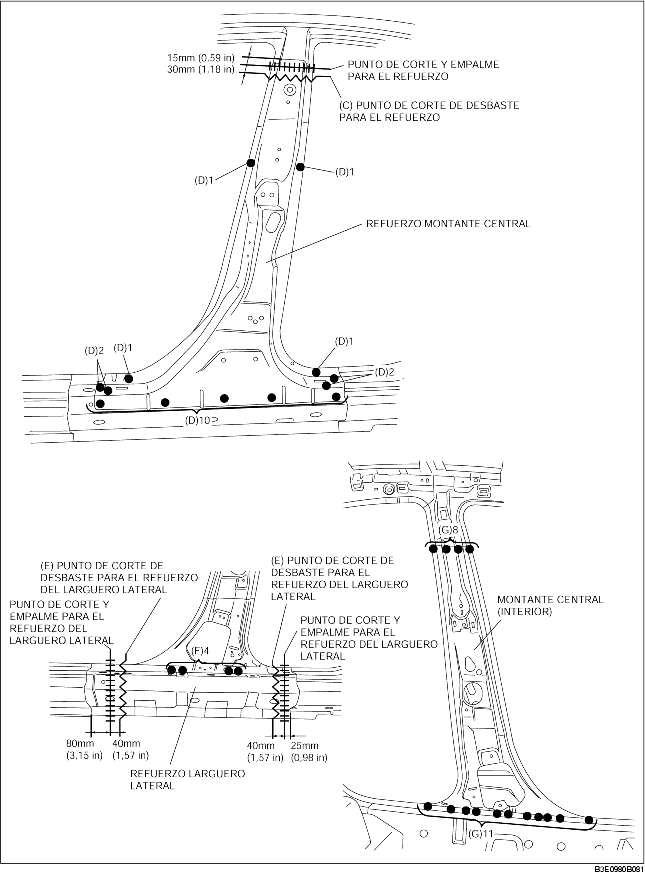 15mm (0.59 in)
30mm (1.18 in)
PUNTO DE CORTE Y EMPALME
PARA EL REFUERZO
(C) PUNTO DE CORTE DE DESBASTE
PARA EL REFUERZO
(D)1
(D)1
REFUERZO MONTANTE CENTRAL
(D)2
(D)1
(D)1
(D)2
(D)10
(G)8
(E) PUNTO DE CORTE DE
DESBASTE PARA EL REFUERZO
DEL LARGUERO LATERAL
(E) PUNTO DE CORTE DE
DESBASTE PARA EL
REFUERZO DEL LARGUERO
LATERAL
PUNTO DE CORTE Y
EMPALME PARA EL
REFUERZO DEL
LARGUERO LATERAL
PUNTO DE CORTE Y
EMPALME PARA EL
REFUERZO DEL LARGUERO
LATERAL
MONTANTE CENTRAL
(INTERIOR)
(F)4
80mm
(3,15 in)
40mm
(1,57 in)
40mm
(1,57 in)
25mm
(0,98 in)
REFUERZO LARGUERO
LATERAL
(G)11
B3E0980B081